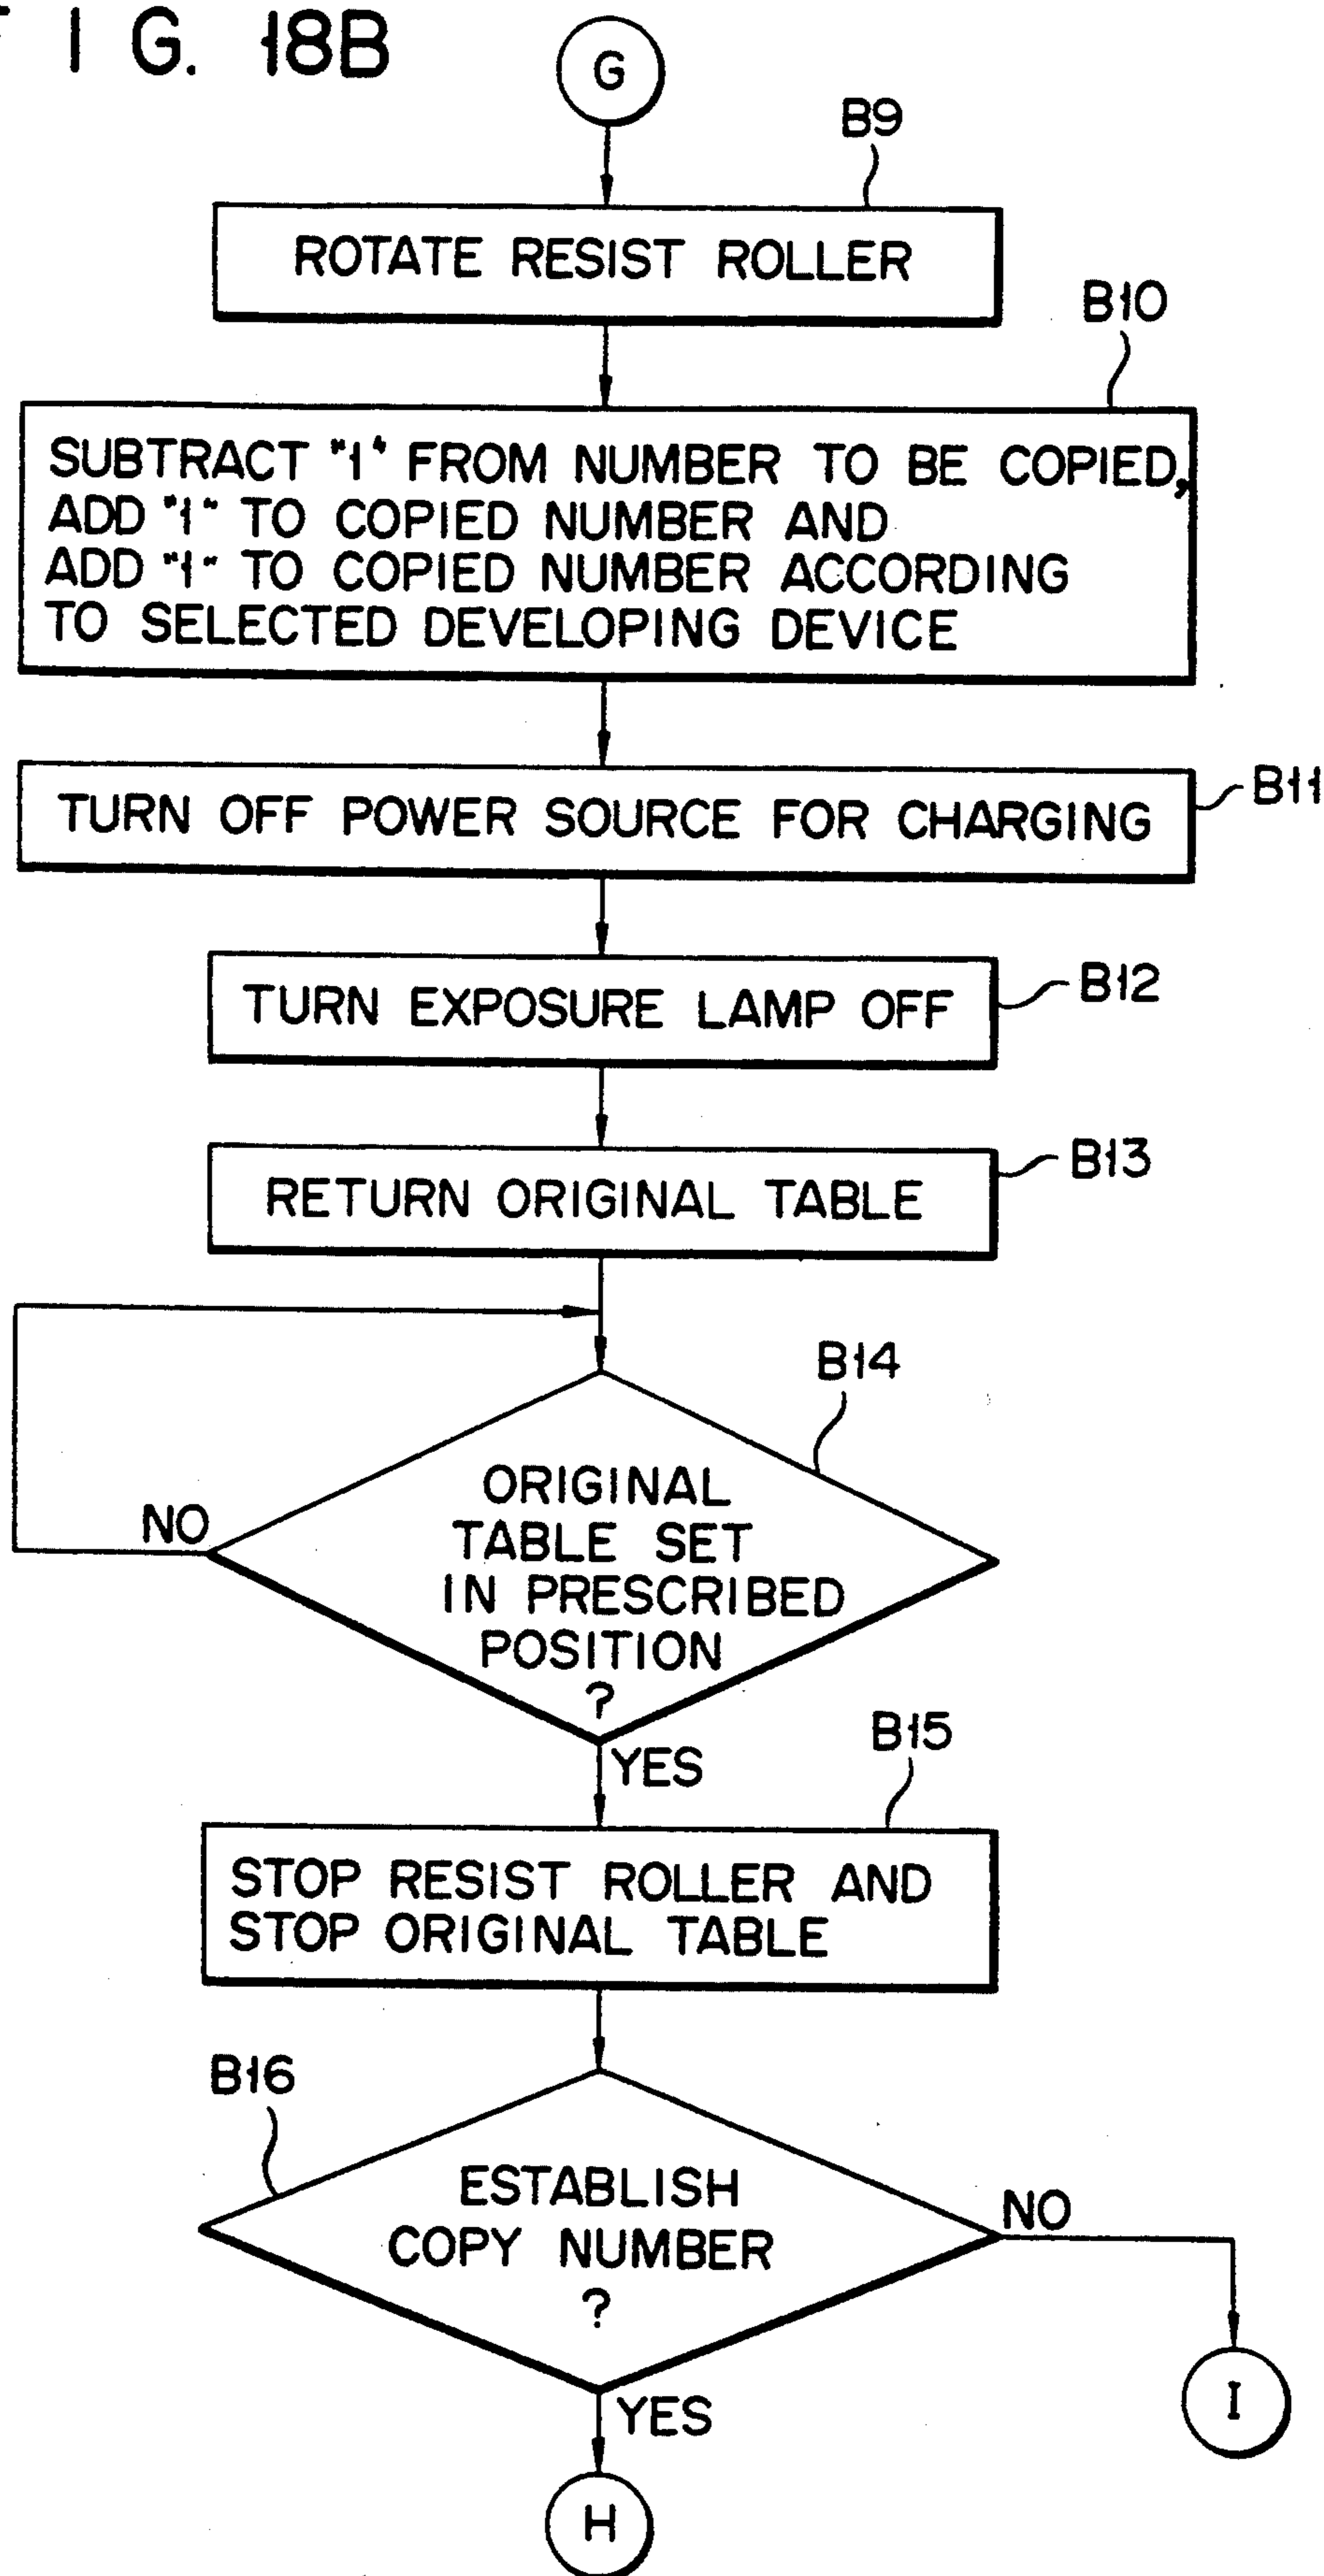 F I G. 18B
G
B9
ROTATE RESIST ROLLER
B10
SUBTRACT "1" FROM NUMBER TO BE COPIED,
ADD "1" TO COPIED NUMBER AND
ADD "1" TO COPIED NUMBER ACCORDING
TO SELECTED DEVELOPING DEVICE
TURN OFF POWER SOURCE FOR CHARGING
B11
TURN EXPOSURE LAMP OFF
B12
RETURN ORIGINAL TABLE
B13
B14
ORIGINAL
TABLE SET
IN PRESCRIBED
POSITION
?
NO
YES
B15
STOP RESIST ROLLER AND
STOP ORIGINAL TABLE
B16
ESTABLISH
COPY NUMBER
?
NO
YES
I
H